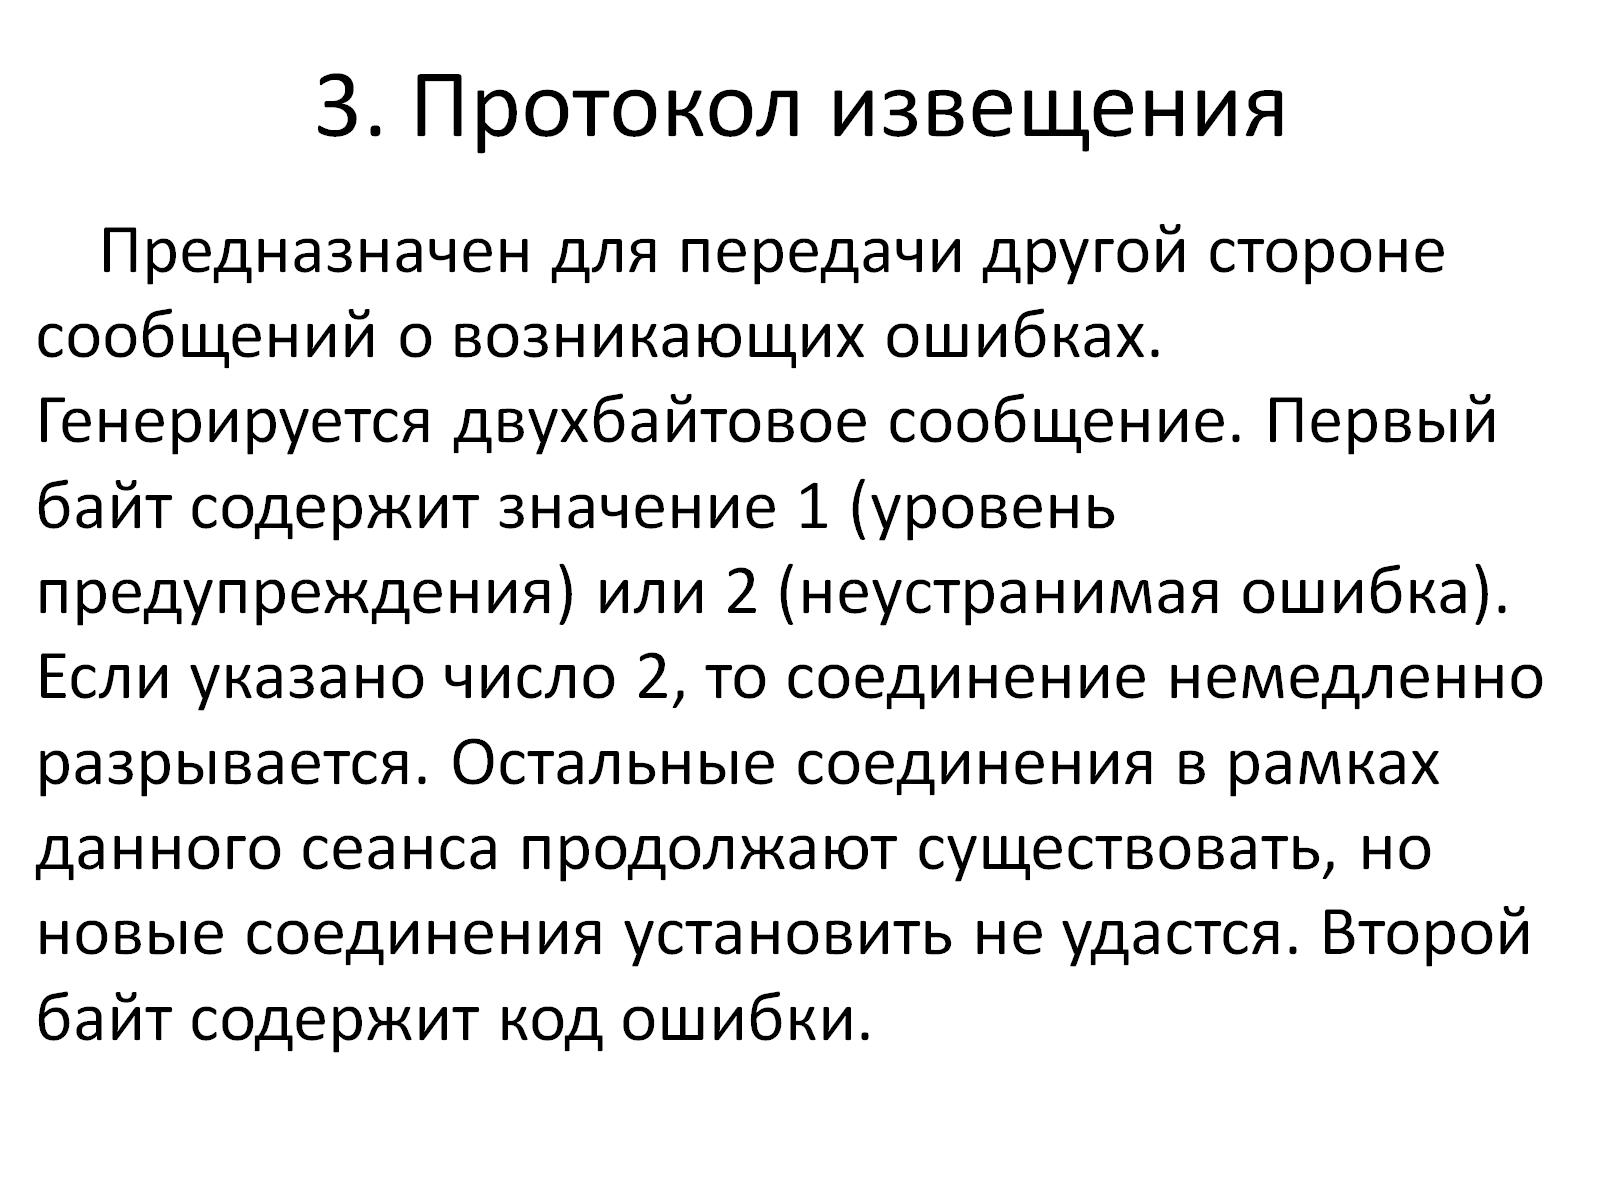 3. Протокол извещения
Предназначен для передачи другой стороне
сообщений о возникающих ошибках.
Генерируется двухбайтовое сообщение. Первый
байт содержит значение 1 (уровень
предупреждения) или 2 (неустранимая ошибка).
Если указано число 2, то соединение немедленно
разрывается. Остальные соединения в рамках
данного сеанса продолжают существовать, но
новые соединения установить не удастся. Второй
байт содержит код ошибки.